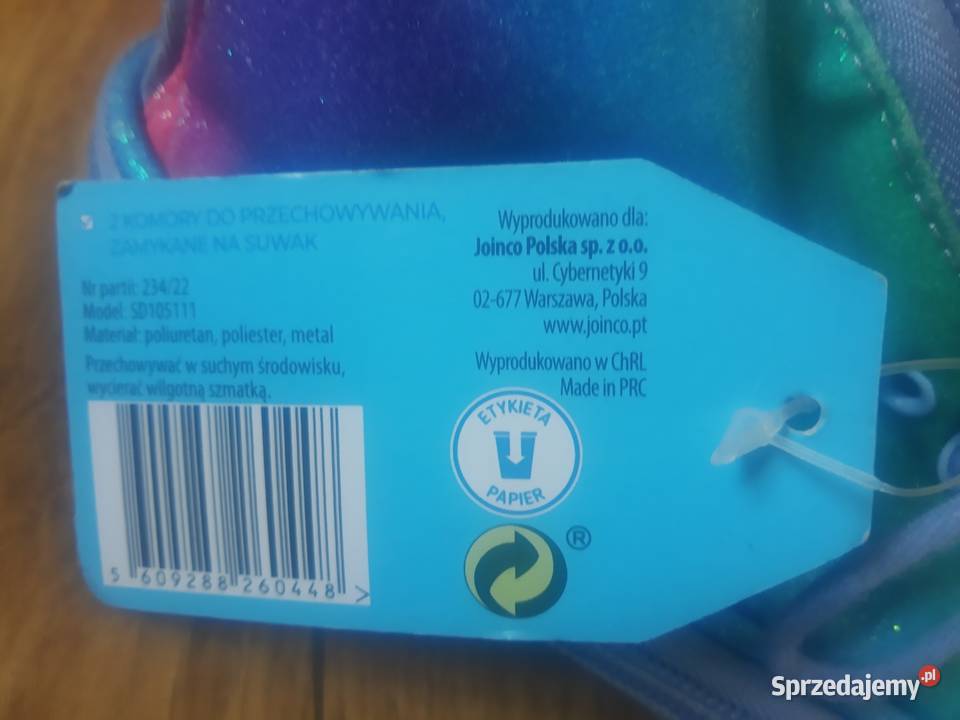 2 KOMORY DO PRZECHOWYWANIA,
ZAMYKANE NA SUWAK
Nr partii: 234/22
Model: SD105111
Materiał: poliuretan, poliester, metal
Przechowywać w suchym środowisku,
wycierać wilgotną szmatką.
5 609288 260448 >
Wyprodukowano dla:
Joinco Polska sp. z o.o.
ul. Cybernetyki 9
02-677 Warszawa, Polska
www.joinco.pt
Wyprodukowano w ChRL
Made in PRC
ETYKIETA
PAPIER
®
Sprzedajemy.pl